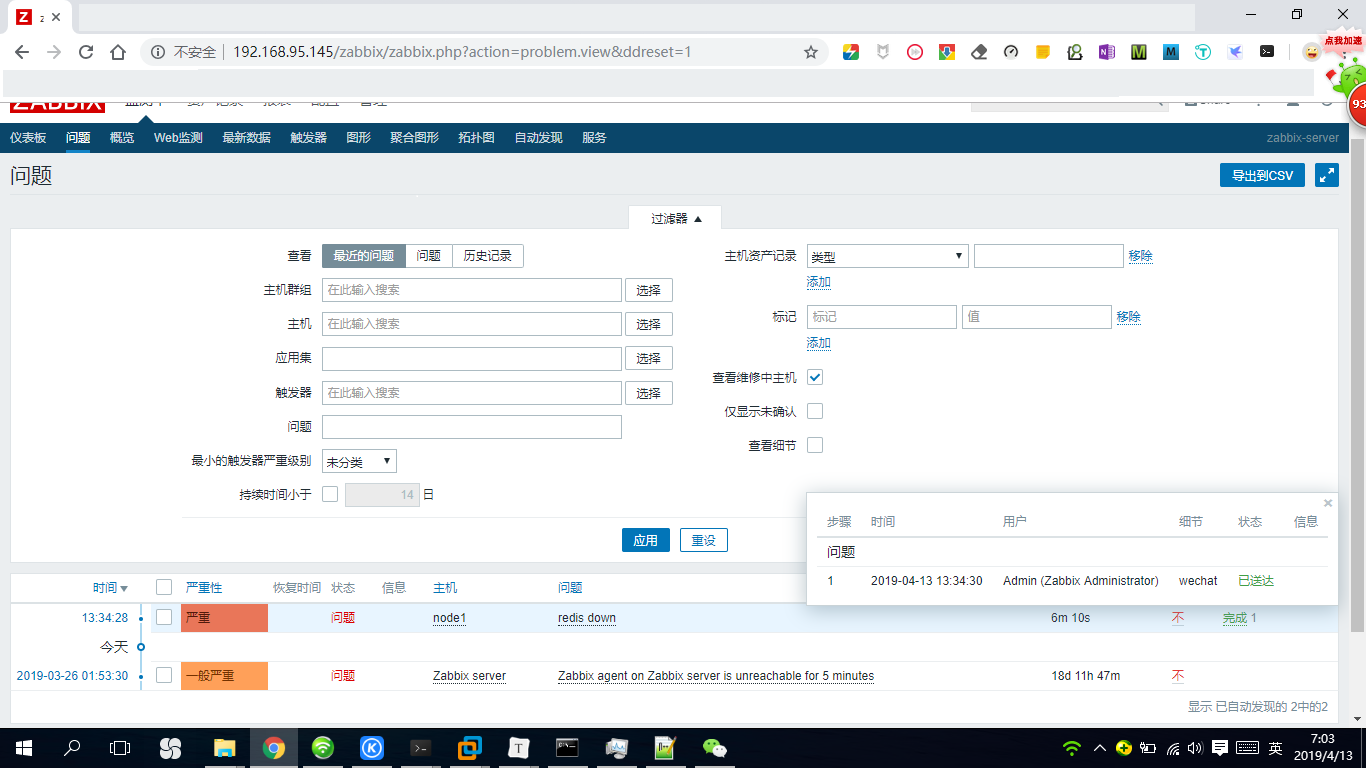 Z z
不安全 192.168.95.145/zabbix/zabbix.php?action=problem.view&ddreset=1
点我加速
93
ZABBIX 监测中 资产记录 报表 配置 管理 Share
仪表板 问题 概览 Web监测 最新数据 触发器 图形 聚合图形 拓扑图 自动发现 服务 zabbix-server
问题 导出到CSV
过滤器 ▲
查看 最近的问题 问题 历史记录 主机资产记录 类型 移除
添加
主机群组 在此输入搜索 选择
主机 在此输入搜索 选择 标记 标记 值 移除
添加
应用集 选择
查看维修中主机
触发器 在此输入搜索 选择
仅显示未确认
问题
查看细节
最小的触发器严重级别 未分类
持续时间小于 14 日
应用 重设
步骤 时间 用户 细节 状态 信息
问题
1 2019-04-13 13:34:30 Admin (Zabbix Administrator) wechat 已送达
时间▼ 严重性 恢复时间 状态 信息 主机 问题
13:34:28 严重 问题 node1 redis down 6m 10s 不 完成 1
今天
2019-03-26 01:53:30 一般严重 问题 Zabbix server Zabbix agent on Zabbix server is unreachable for 5 minutes 18d 11h 47m 不
显示 已自动发现的 2中的2
英 7:03
2019/4/13